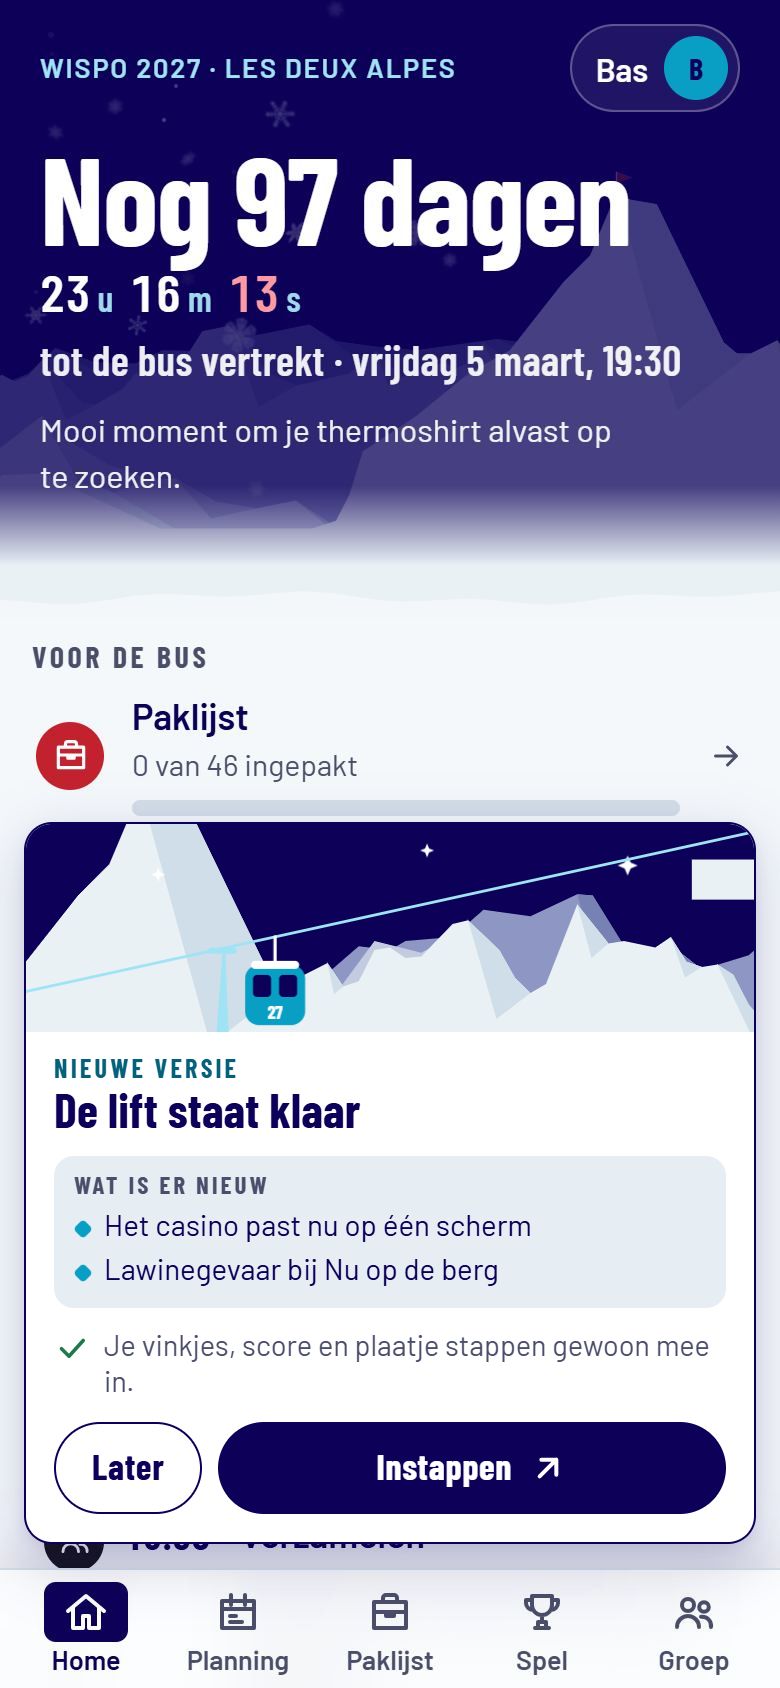 WISPO 2027 · LES DEUX ALPES
Bas
B
Nog 97 dagen
23 u 16 m 13 s
tot de bus vertrekt · vrijdag 5 maart, 19:30
Mooi moment om je thermoshirt alvast op
te zoeken.
VOOR DE BUS
Paklijst
0 van 46 ingepakt
27
NIEUWE VERSIE
De lift staat klaar
WAT IS ER NIEUW
Het casino past nu op één scherm
Lawinegevaar bij Nu op de berg
Je vinkjes, score en plaatje stappen gewoon mee
in.
Later
Instappen
Home
Planning
Paklijst
Spel
Groep